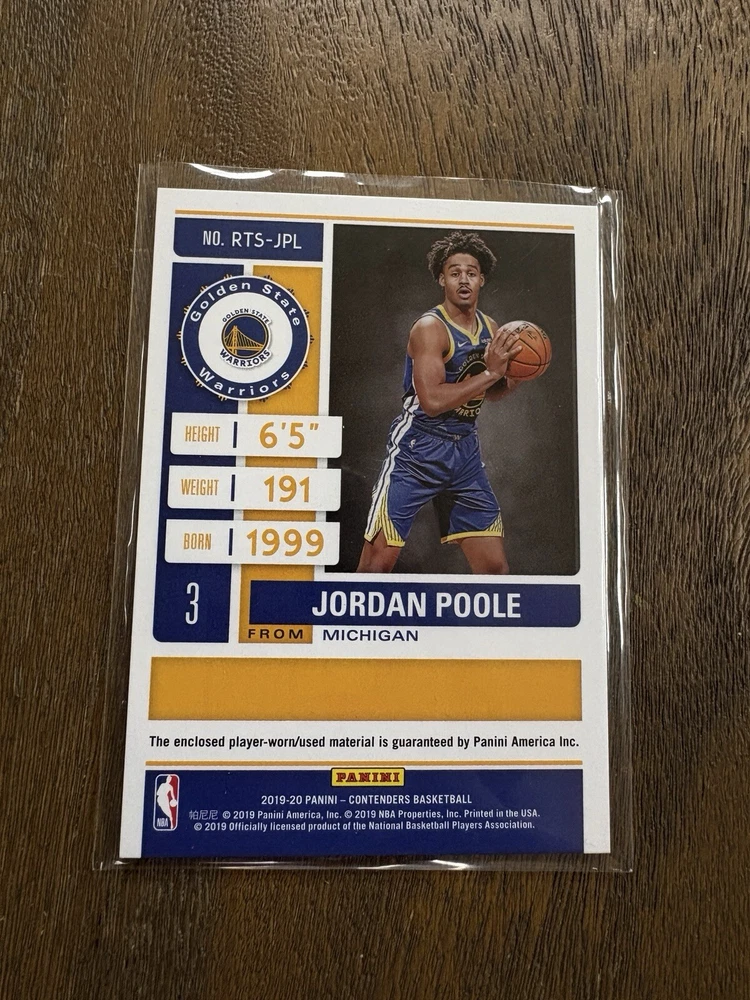 NO. RTS-JPL
Golden State
GOLDEN STATE
WARRIORS
Warriors
HEIGHT 6'5"
WEIGHT 191
BORN 1999
3
JORDAN POOLE
FROM MICHIGAN
The enclosed player-worn/used material is guaranteed by Panini America Inc.
PANINI
NBA
2019-20 PANINI – CONTENDERS BASKETBALL
帕尼尼 © 2019 Panini America, Inc. © 2019 NBA Properties, Inc. Printed in the USA.
© 2019 Officially licensed product of the National Basketball Players Association.